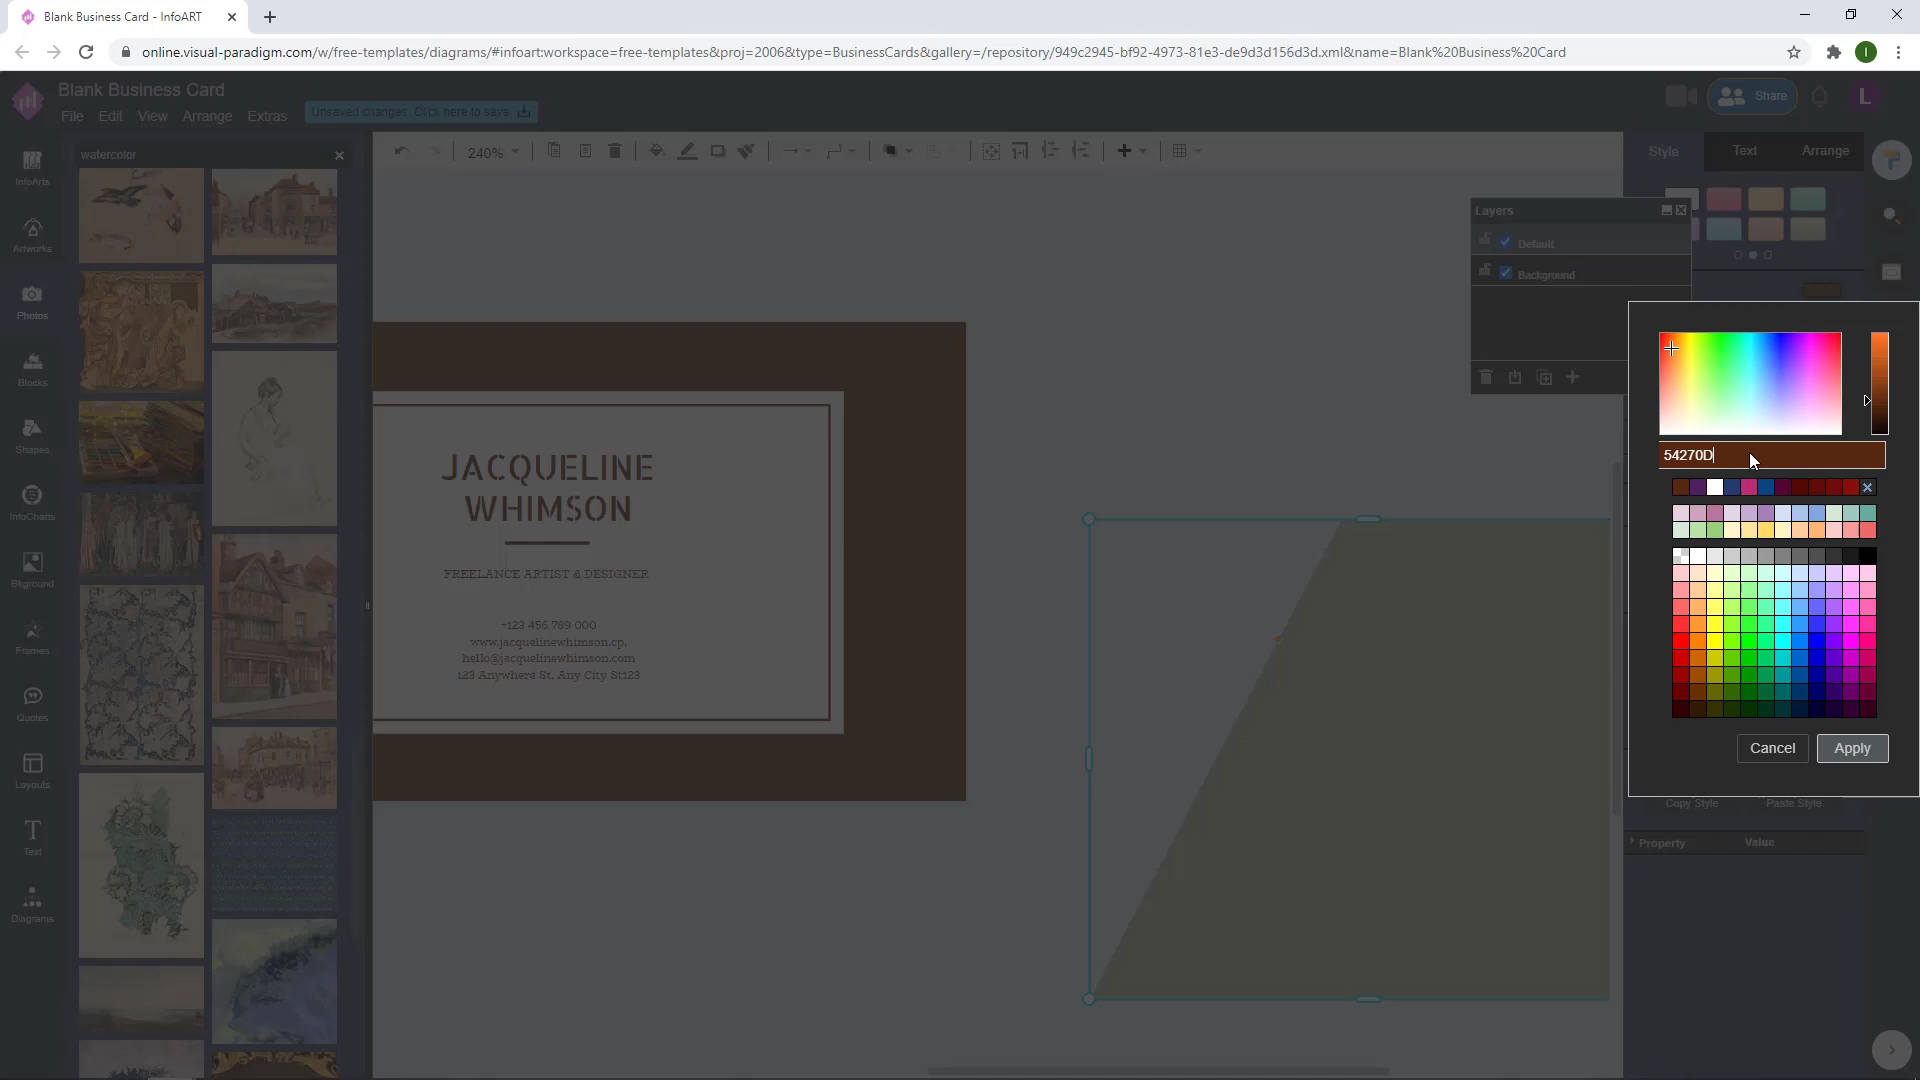 Blank Business Card - InfoART
online.visual-paradigm.com/w/free-templates/diagrams/#infoart:workspace=free-templates&proj=2006&type=BusinessCards&gallery=/repository/949c2945-bf92-4973-81e3-de9d3d156d3d.xml&name=Blank%20Business%20Card
I
Blank Business Card
File Edit View Arrange Extras
Unsaved changes. Click here to save.
Share
L
watercolor
240%
Style Text Arrange
InfoArts
Artworks
Photos
Blocks
Shapes
InfoCharts
Bkground
Frames
Quotes
Layouts
Text
Diagrams
Layers
Default
Background
JACQUELINE
WHIMSON
FREELANCE ARTIST & DESIGNER
+123 456 789 000
www.jacquelinewhimson.cp,
hello@jacquelinewhimson.com
123 Anywhere St. Any City St123
54270D
Cancel Apply
Copy Style Paste Style
Property Value